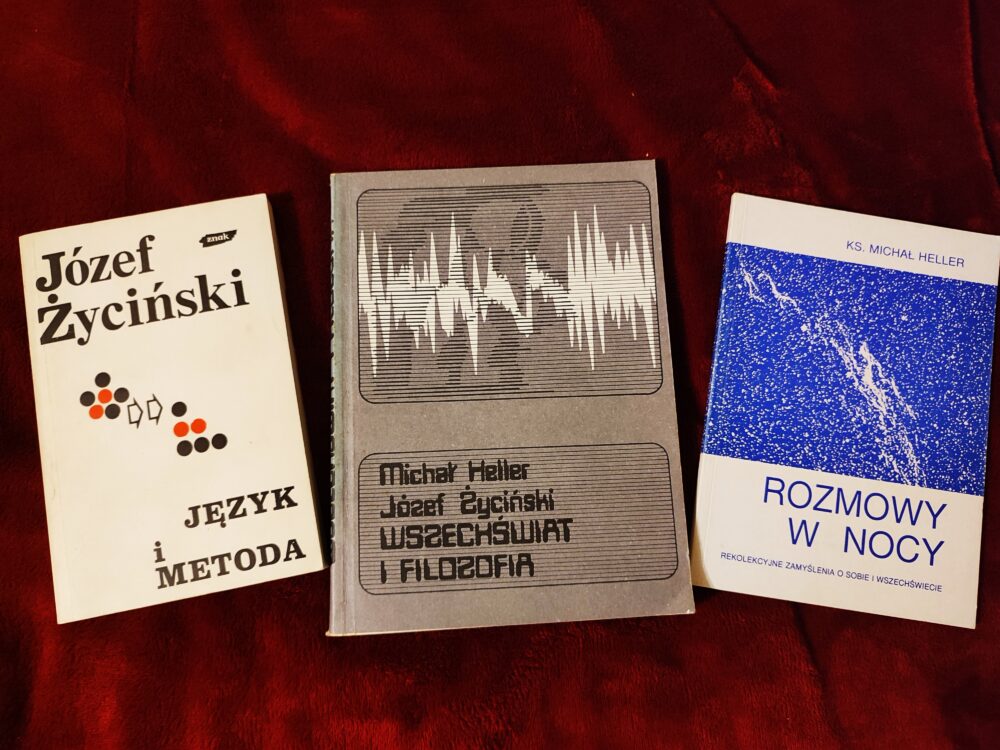 Józef
Życiński
znak
JĘZYK
i
METODA
Michał Heller
Józef Życiński
WSZECHŚWIAT
I FILOZOFIA
KS. MICHAŁ HELLER
ROZMOWY
W NOCY
REKOLEKCYJNE ZAMYŚLENIA O SOBIE I WSZECHŚWIECIE